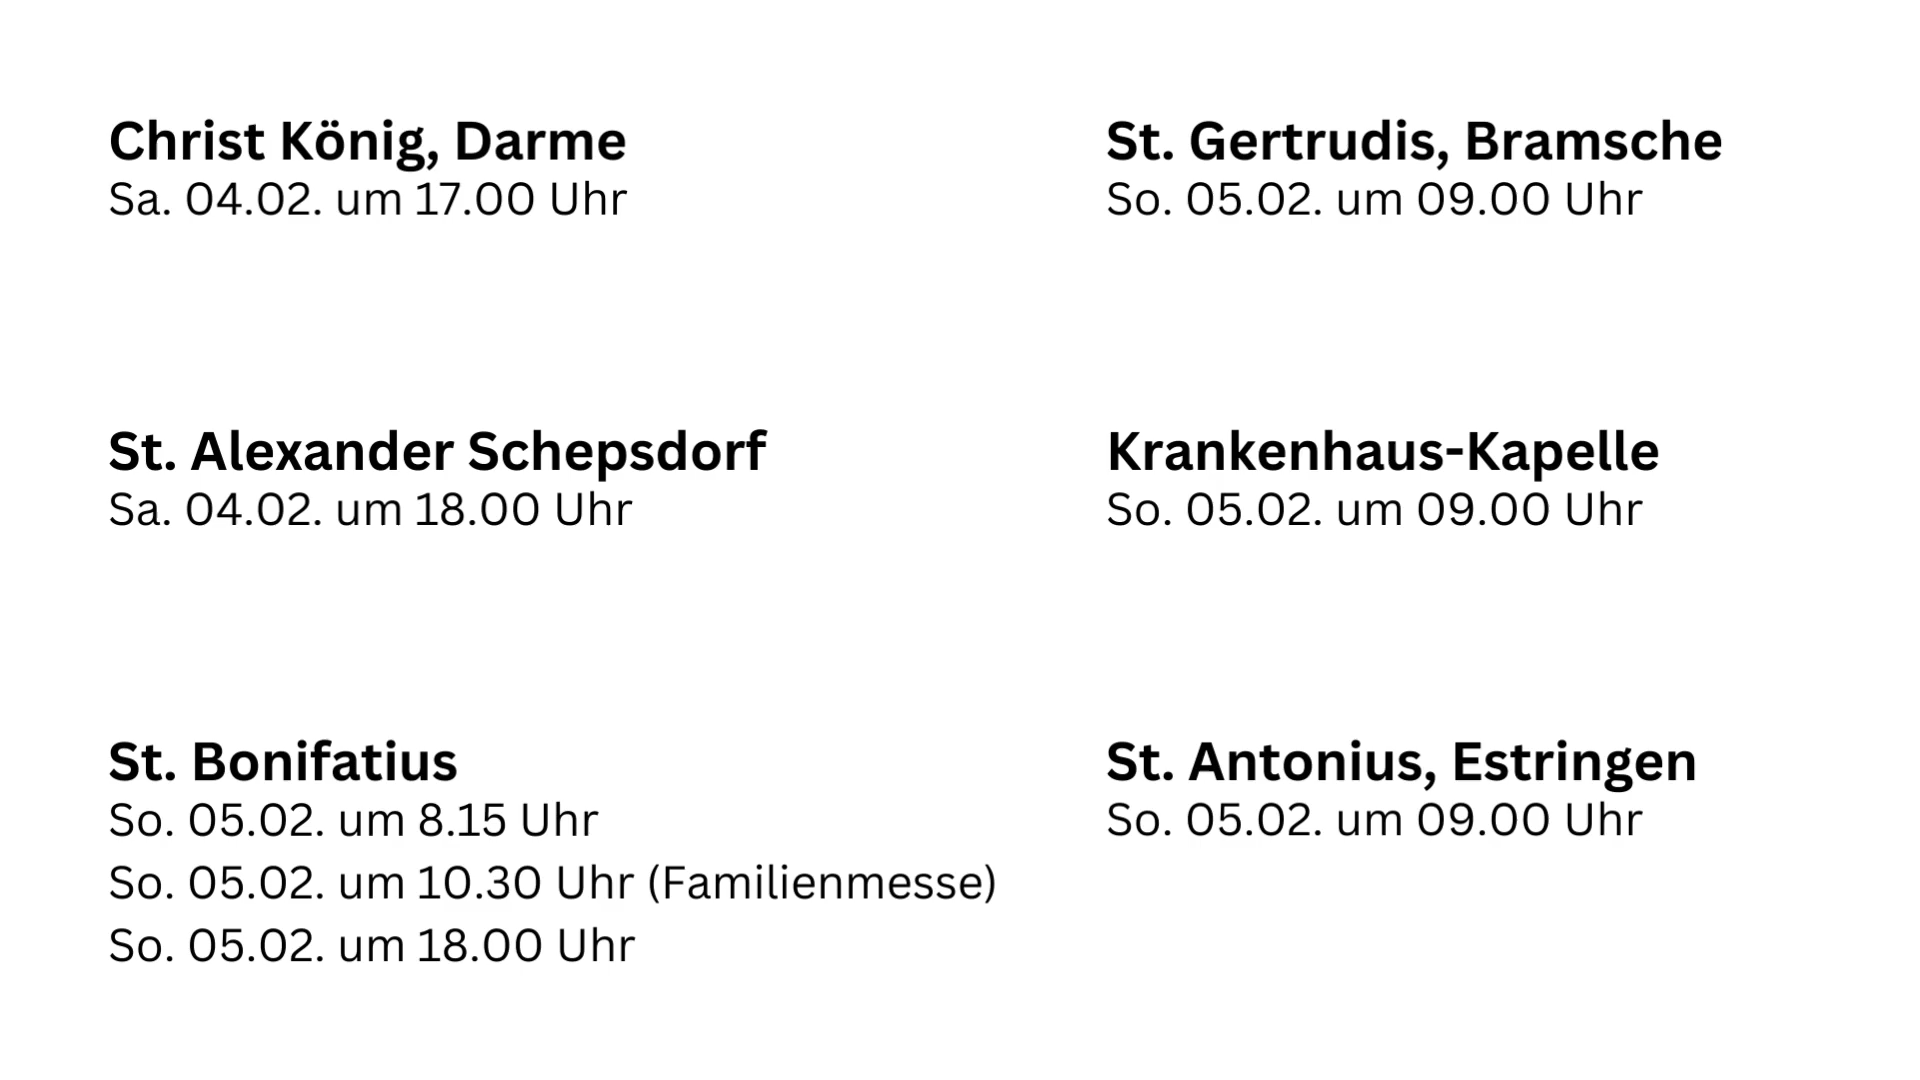 Christ König, Darme
Sa. 04.02. um 17.00 Uhr
St. Alexander Schepsdorf
Sa. 04.02. um 18.00 Uhr
St. Bonifatius
So. 05.02. um 8.15 Uhr
So. 05.02. um 10.30 Uhr (Familienmesse)
So. 05.02. um 18.00 Uhr
St. Gertrudis, Bramsche
So. 05.02. um 09.00 Uhr
Krankenhaus-Kapelle
So. 05.02. um 09.00 Uhr
St. Antonius, Estringen
So. 05.02. um 09.00 Uhr